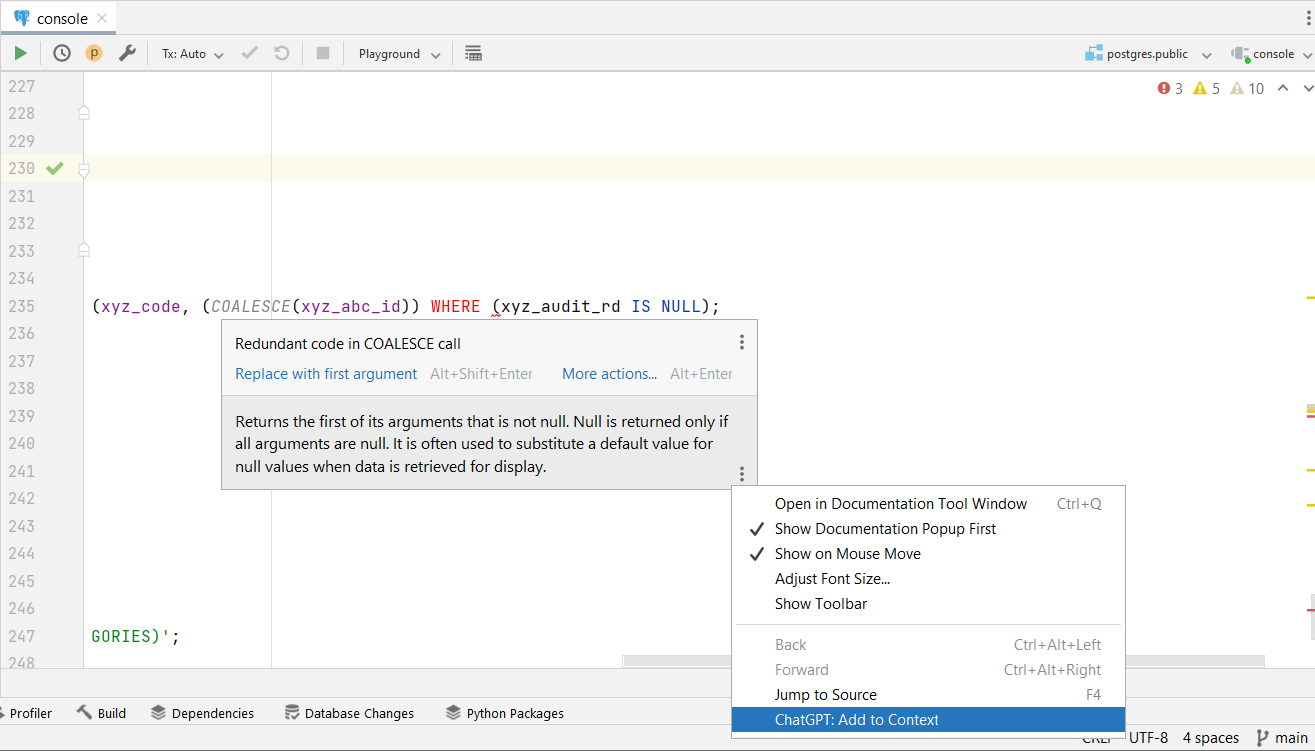 console
p Tx: Auto Playground postgres.public console
227 3 5 10
228
229
230
231
232
233
234
235 (xyz_code, (COALESCE(xyz_abc_id)) WHERE (xyz_audit_rd IS NULL);
236
Redundant code in COALESCE call
237
Replace with first argument Alt+Shift+Enter More actions... Alt+Enter
238
239
Returns the first of its arguments that is not null. Null is returned only if
240
all arguments are null. It is often used to substitute a default value for
241
null values when data is retrieved for display.
242
Open in Documentation Tool Window Ctrl+Q
243
Show Documentation Popup First
244
Show on Mouse Move
245
Adjust Font Size...
246
Show Toolbar
247 GORIES)';
Back Ctrl+Alt+Left
248
Forward Ctrl+Alt+Right
Jump to Source F4
Profiler Build Dependencies Database Changes Python Packages
ChatGPT: Add to Context
CRLF UTF-8 4 spaces main